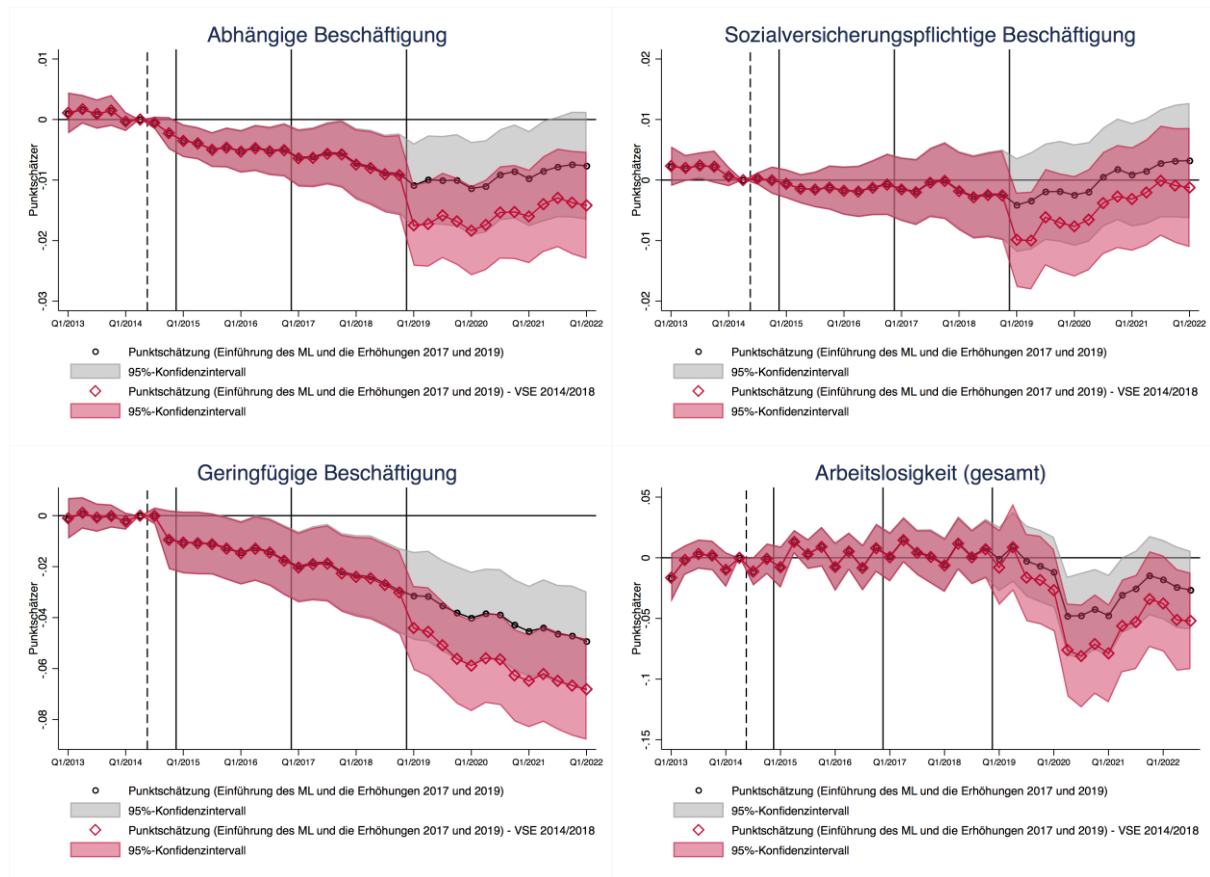 Abhängige Beschäftigung
Punktschätzer
.01
0
-.01
-.02
-.03
Q1/2013 Q1/2014 Q1/2015 Q1/2016 Q1/2017 Q1/2018 Q1/2019 Q1/2020 Q1/2021 Q1/2022
Punktschätzung (Einführung des ML und die Erhöhungen 2017 und 2019)
95%-Konfidenzintervall
Punktschätzung (Einführung des ML und die Erhöhungen 2017 und 2019) - VSE 2014/2018
95%-Konfidenzintervall
Sozialversicherungspflichtige Beschäftigung
Punktschätzer
.02
.01
0
-.01
-.02
Q1/2013 Q1/2014 Q1/2015 Q1/2016 Q1/2017 Q1/2018 Q1/2019 Q1/2020 Q1/2021 Q1/2022
Punktschätzung (Einführung des ML und die Erhöhungen 2017 und 2019)
95%-Konfidenzintervall
Punktschätzung (Einführung des ML und die Erhöhungen 2017 und 2019) - VSE 2014/2018
95%-Konfidenzintervall
Geringfügige Beschäftigung
Punktschätzer
0
-.02
-.04
-.06
-.08
Q1/2013 Q1/2014 Q1/2015 Q1/2016 Q1/2017 Q1/2018 Q1/2019 Q1/2020 Q1/2021 Q1/2022
Punktschätzung (Einführung des ML und die Erhöhungen 2017 und 2019)
95%-Konfidenzintervall
Punktschätzung (Einführung des ML und die Erhöhungen 2017 und 2019) - VSE 2014/2018
95%-Konfidenzintervall
Arbeitslosigkeit (gesamt)
Punktschätzer
.05
0
-.05
-.1
-.15
Q1/2013 Q1/2014 Q1/2015 Q1/2016 Q1/2017 Q1/2018 Q1/2019 Q1/2020 Q1/2021 Q1/2022
Punktschätzung (Einführung des ML und die Erhöhungen 2017 und 2019)
95%-Konfidenzintervall
Punktschätzung (Einführung des ML und die Erhöhungen 2017 und 2019) - VSE 2014/2018
95%-Konfidenzintervall